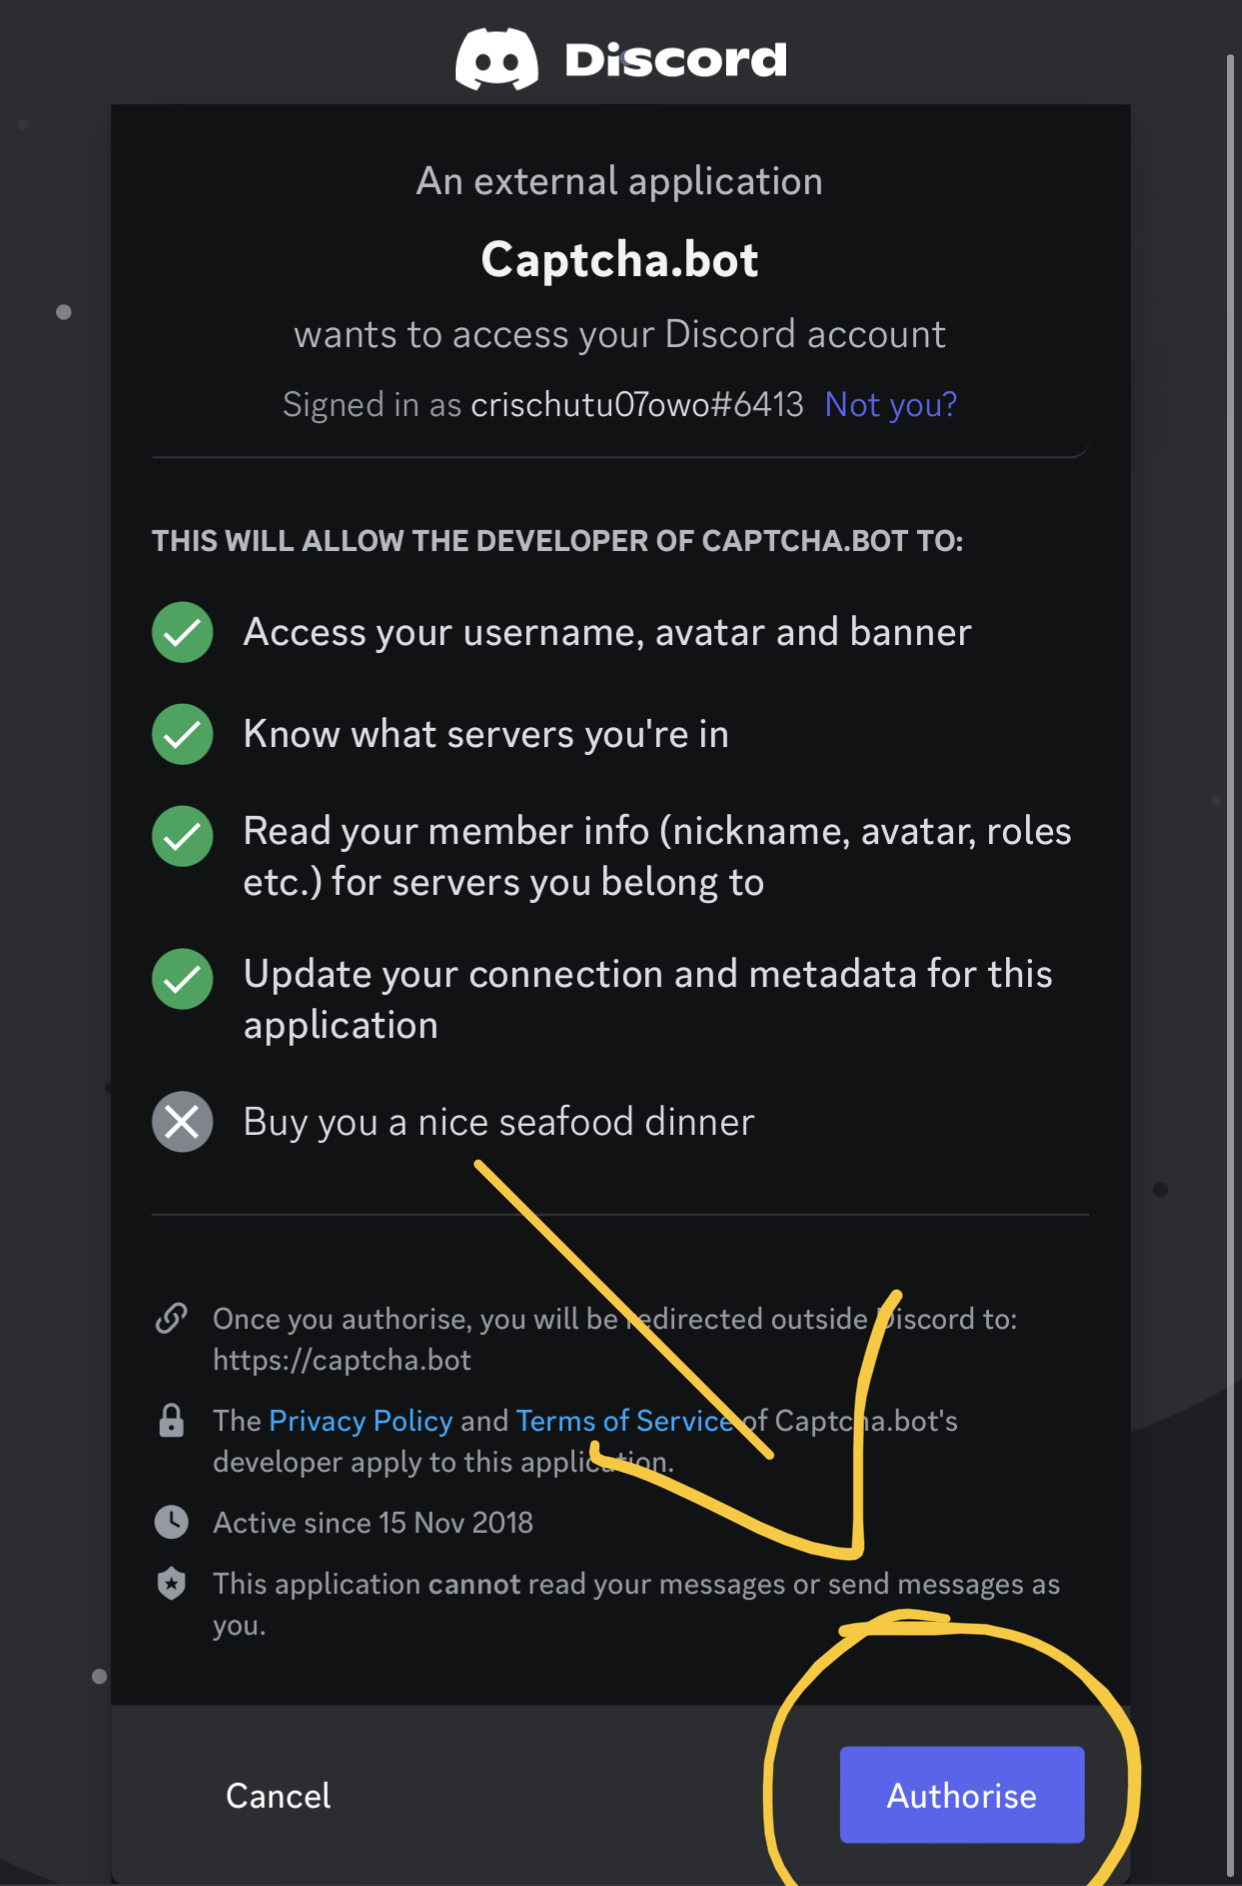 Discord
An external application
Captcha.bot
wants to access your Discord account
Signed in as crischutu07owo#6413 Not you?
THIS WILL ALLOW THE DEVELOPER OF CAPTCHA.BOT TO:
Access your username, avatar and banner
Know what servers you're in
Read your member info (nickname, avatar, roles
etc.) for servers you belong to
Update your connection and metadata for this
application
Buy you a nice seafood dinner
Once you authorise, you will be redirected outside Discord to:
https://captcha.bot
The Privacy Policy and Terms of Service of Captcha.bot's
developer apply to this application.
Active since 15 Nov 2018
This application cannot read your messages or send messages as
you.
Cancel
Authorise